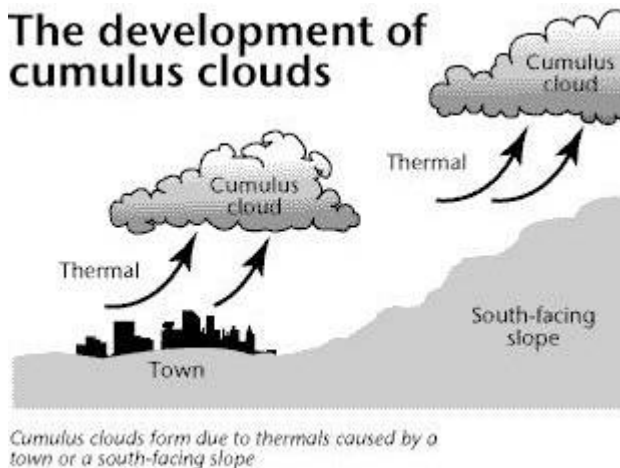 The development of
cumulus clouds
Cumulus
cloud
Thermal
Cumulus
cloud
Thermal
South-facing
slope
Town
Cumulus clouds form due to thermals caused by a
town or a south-facing slope